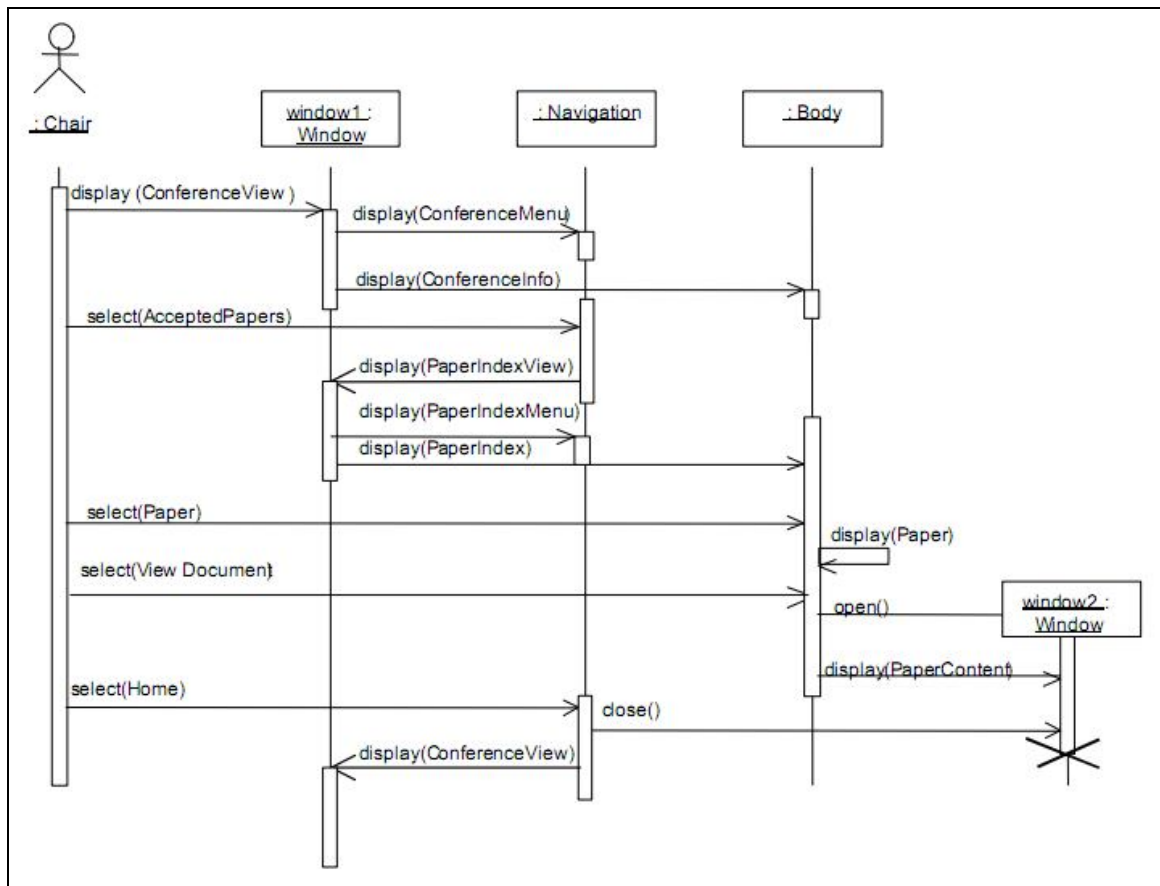 : Chair
window1 :
Window
: Navigation
: Body
display (ConferenceView )
display(ConferenceMenu)
display(ConferenceInfo)
select(AcceptedPapers)
display(PaperIndexView)
display(PaperIndexMenu)
display(PaperIndex)
select(Paper)
display(Paper)
select(View Document)
open()
window2 :
Window
display(PaperContent)
select(Home)
close()
display(ConferenceView)